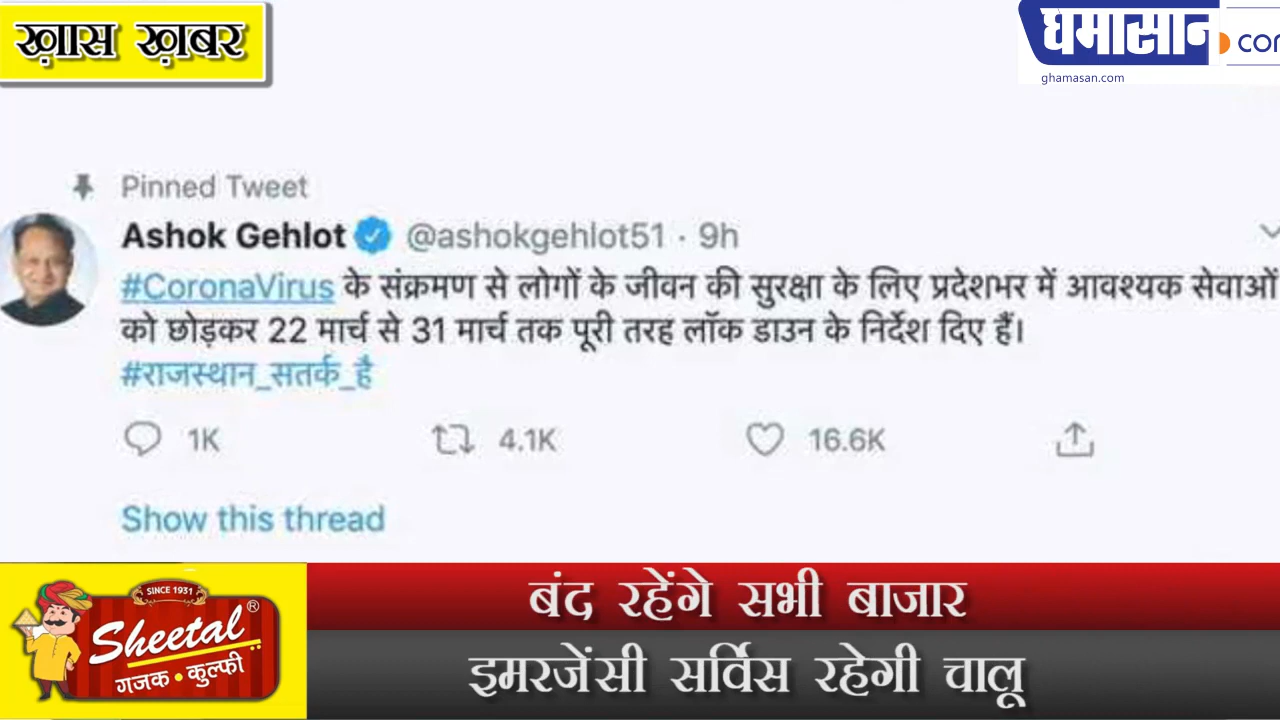 ख़ास ख़बर
घमासान
ghamasan.com
Pinned Tweet
Ashok Gehlot @ashokgehlot51 · 9h
#CoronaVirus के संक्रमण से लोगों के जीवन की सुरक्षा के लिए प्रदेशभर में आवश्यक सेवाओं
को छोड़कर 22 मार्च से 31 मार्च तक पूरी तरह लॉक डाउन के निर्देश दिए हैं।
#राजस्थान_सतर्क_है
1K 4.1K 16.6K
Show this thread
SINCE 1931
Sheetal®
गजक • कुल्फी
बंद रहेंगे सभी बाजार
इमरजेंसी सर्विस रहेगी चालू